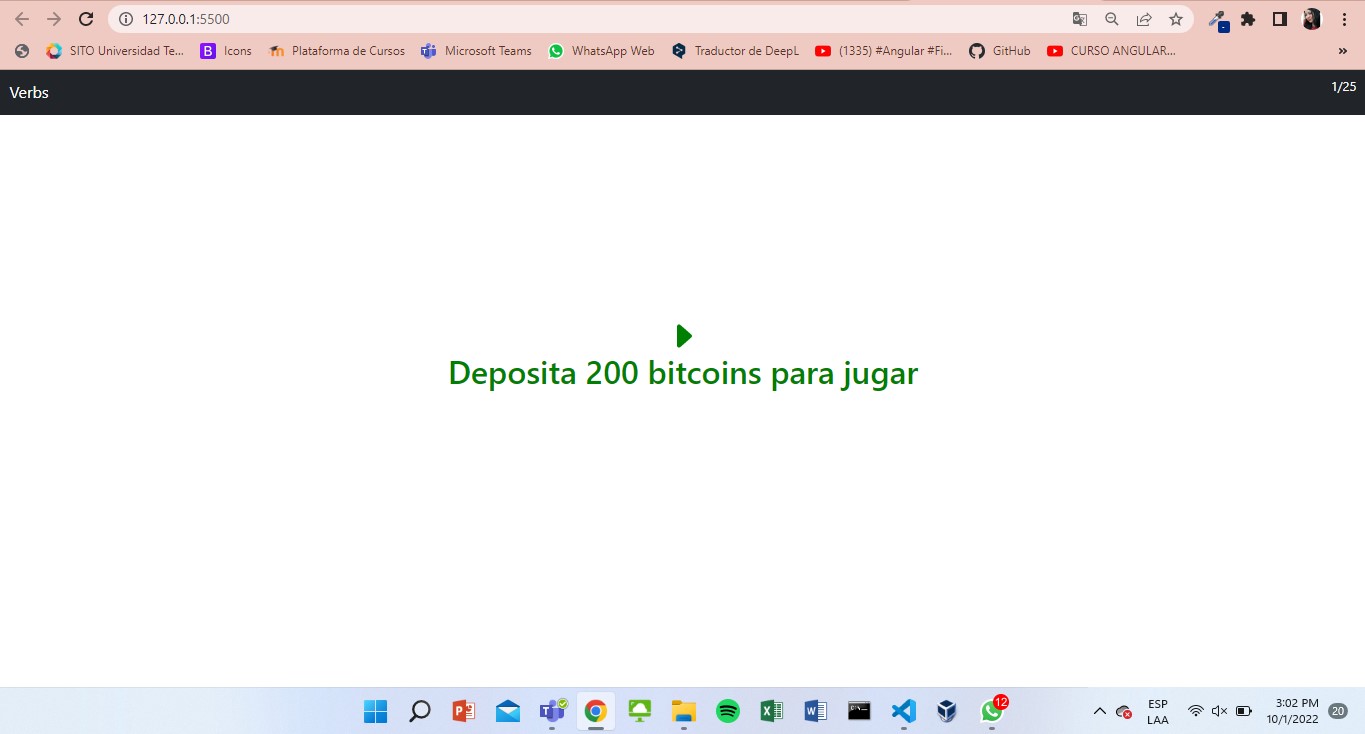 127.0.0.1:5500
SITO Universidad Te... Icons Plataforma de Cursos Microsoft Teams WhatsApp Web Traductor de DeepL (1335) #Angular #Fi... GitHub CURSO ANGULAR... »
Verbs 1/25
Deposita 200 bitcoins para jugar
12
ESP 3:02 PM
LAA 10/1/2022 20